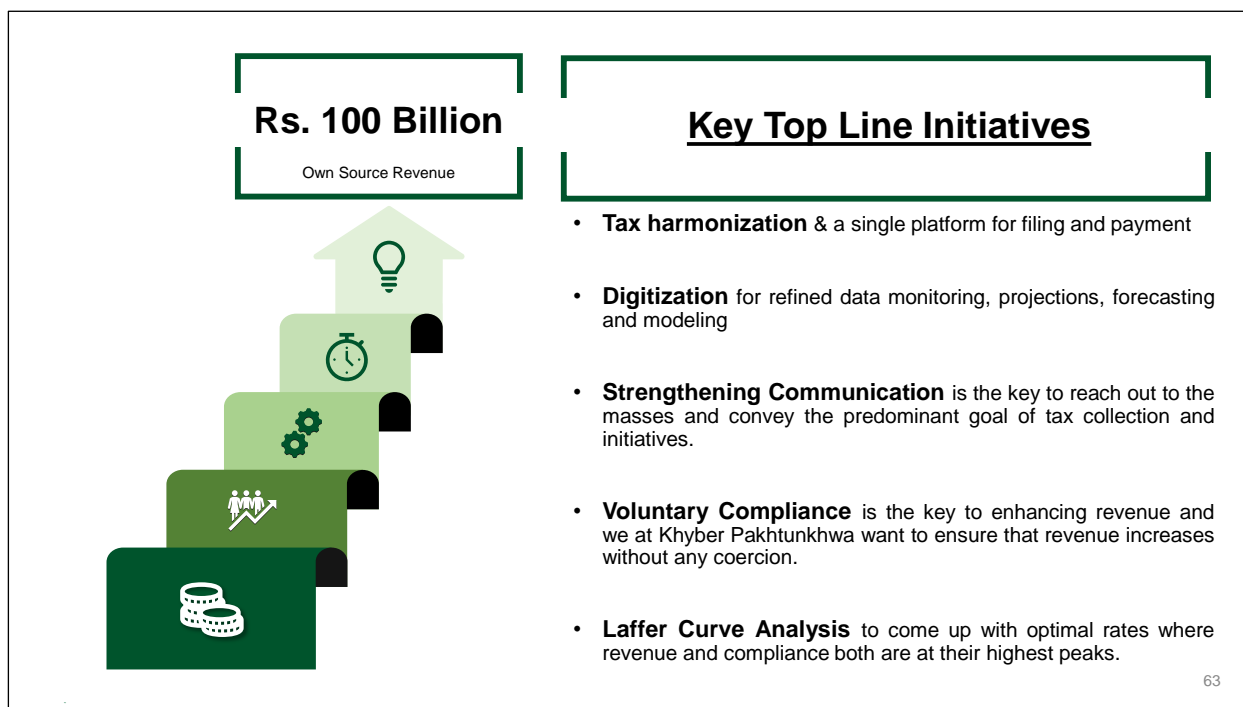 Rs. 100 Billion
Own Source Revenue
Key Top Line Initiatives
• Tax harmonization & a single platform for filing and payment
• Digitization for refined data monitoring, projections, forecasting
and modeling
• Strengthening Communication is the key to reach out to the
masses and convey the predominant goal of tax collection and
initiatives.
• Voluntary Compliance is the key to enhancing revenue and
we at Khyber Pakhtunkhwa want to ensure that revenue increases
without any coercion.
• Laffer Curve Analysis to come up with optimal rates where
revenue and compliance both are at their highest peaks.
63